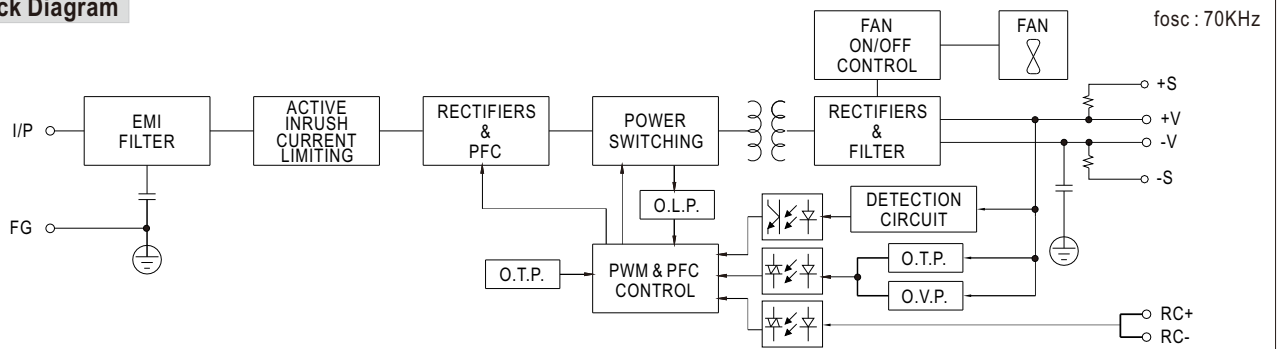 ck Diagram
fosc : 70KHz
FAN
ON/OFF
CONTROL
FAN
+S
I/P
EMI
FILTER
ACTIVE
INRUSH
CURRENT
LIMITING
RECTIFIERS
&
PFC
POWER
SWITCHING
RECTIFIERS
&
FILTER
+V
-V
-S
O.L.P.
DETECTION
CIRCUIT
FG
O.T.P.
PWM & PFC
CONTROL
O.T.P.
O.V.P.
RC+
RC-